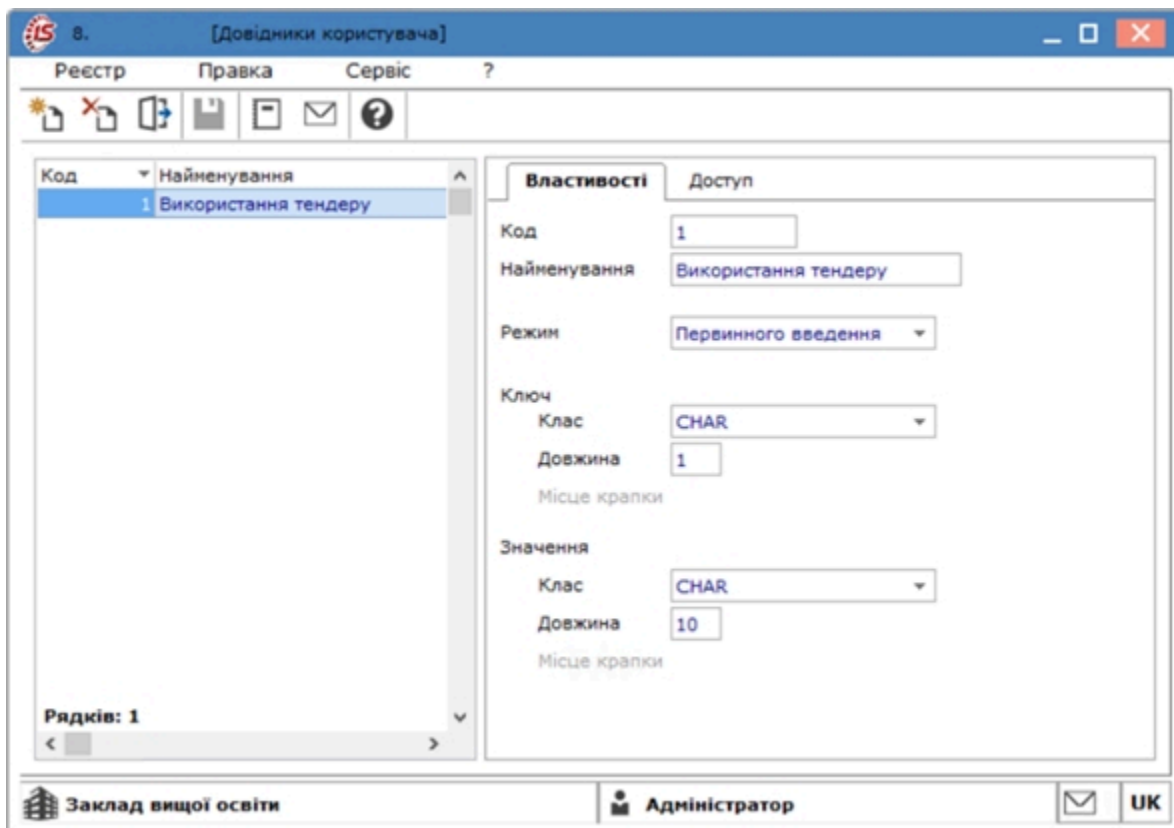 IS 8. [Довідники користувача]
Реєстр Правка Сервіс ?
Код Найменування
1 Використання тендеру
Рядків: 1
Властивості Доступ
Код 1
Найменування Використання тендеру
Режим Первинного введення
Ключ
Клас CHAR
Довжина 1
Місце крапки
Значення
Клас CHAR
Довжина 10
Місце крапки
Заклад вищої освіти Адміністратор UK